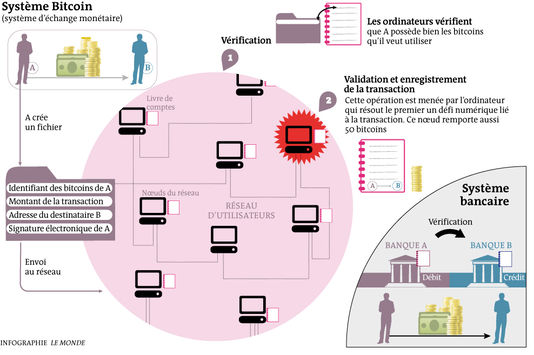 Système Bitcoin
(système d'échange monétaire)
A
B
A crée
un fichier
Identifiant des bitcoins de A
Montant de la transaction
Adresse du destinataire B
Signature électronique de A
Envoi
au réseau
Vérification
1
Les ordinateurs vérifient
que A possède bien les bitcoins
qu'il veut utiliser
Livre de
comptes
Nœuds du réseau
RÉSEAU
D'UTILISATEURS
2
Validation et enregistrement
de la transaction
Cette opération est menée par l'ordinateur
qui résout le premier un défi numérique lié
à la transaction. Ce nœud remporte aussi
50 bitcoins
A
B
Système
bancaire
Vérification
BANQUE A
BANQUE B
Débit
Crédit
INFOGRAPHIE LE MONDE